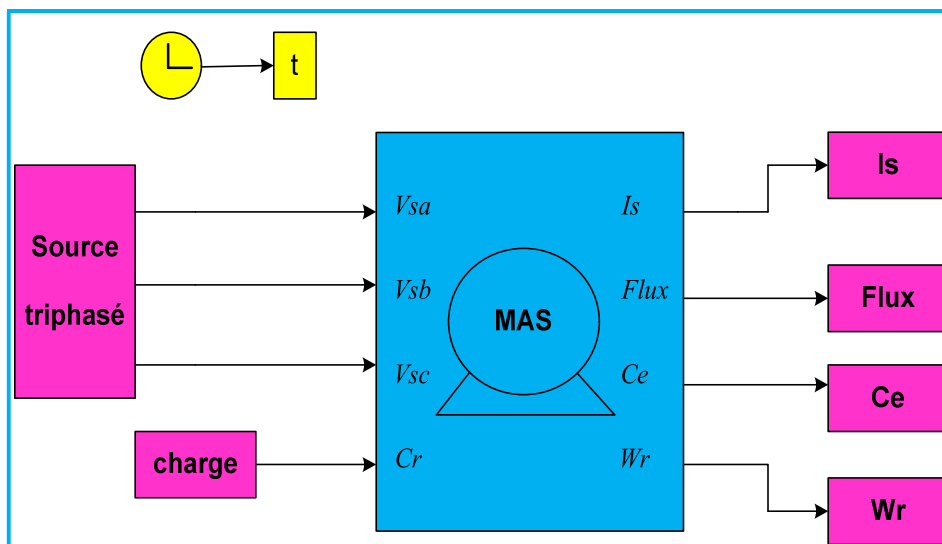 t
Source
triphasé
charge
Vsa
Vsb
Vsc
Cr
MAS
Is
Flux
Ce
Wr
Is
Flux
Ce
Wr